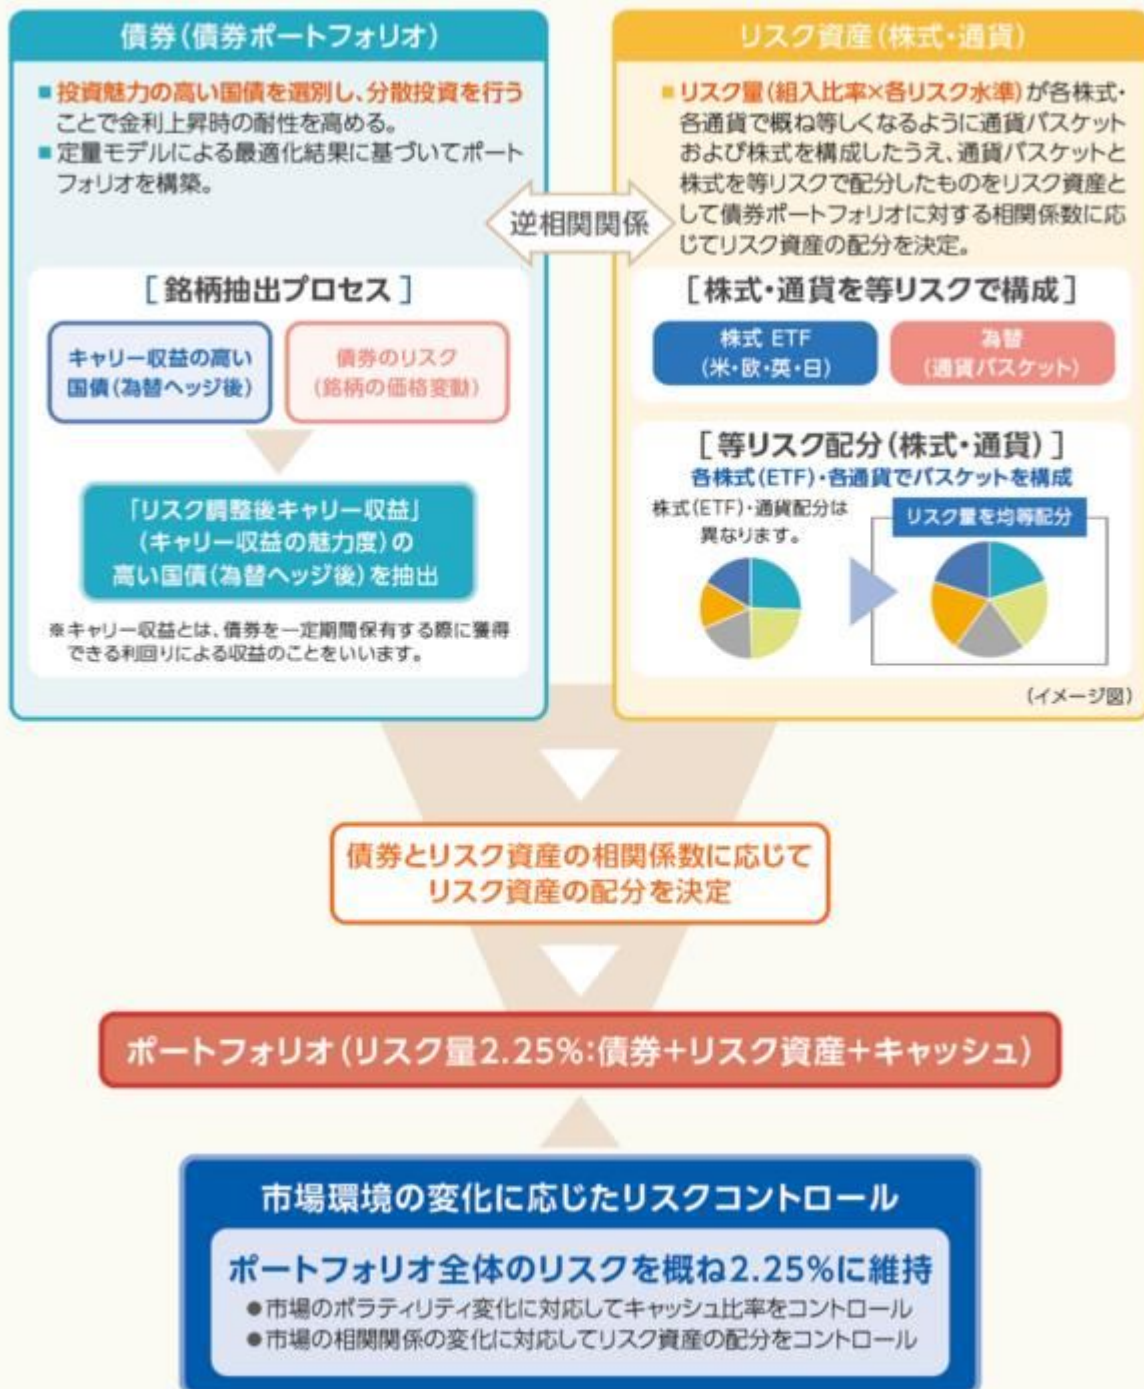 債券(債券ポートフォリオ)
■投資魅力の高い国債を選別し、分散投資を行う
ことで金利上昇時の耐性を高める。
■定量モデルによる最適化結果に基づいてポート
フォリオを構築。
[銘柄抽出プロセス]
キャリー収益の高い
国債(為替ヘッジ後)
債券のリスク
(銘柄の価格変動)
「リスク調整後キャリー収益」
(キャリー収益の魅力度)の
高い国債(為替ヘッジ後)を抽出
※キャリー収益とは、債券を一定期間保有する際に獲得
できる利回りによる収益のことをいいます。
逆相関関係
リスク資産(株式・通貨)
■リスク量(組入比率×各リスク水準)が各株式・
各通貨で概ね等しくなるように通貨バスケット
および株式を構成したうえ、通貨バスケットと
株式を等リスクで配分したものをリスク資産と
して債券ポートフォリオに対する相関係数に応
じてリスク資産の配分を決定。
[株式・通貨を等リスクで構成]
株式 ETF
(米・欧・英・日)
為替
(通貨バスケット)
[等リスク配分(株式・通貨)]
各株式(ETF)・各通貨でバスケットを構成
株式(ETF)・通貨配分は
異なります。
リスク量を均等配分
(イメージ図)
債券とリスク資産の相関係数に応じて
リスク資産の配分を決定
ポートフォリオ(リスク量2.25%:債券+リスク資産+キャッシュ)
市場環境の変化に応じたリスクコントロール
ポートフォリオ全体のリスクを概ね2.25%に維持
●市場のボラティリティ変化に対応してキャッシュ比率をコントロール
●市場の相関関係の変化に対応してリスク資産の配分をコントロール